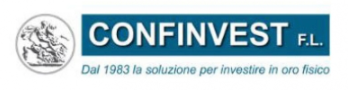 CONFINVEST F.L.
Dal 1983 la soluzione per investire in oro fisico